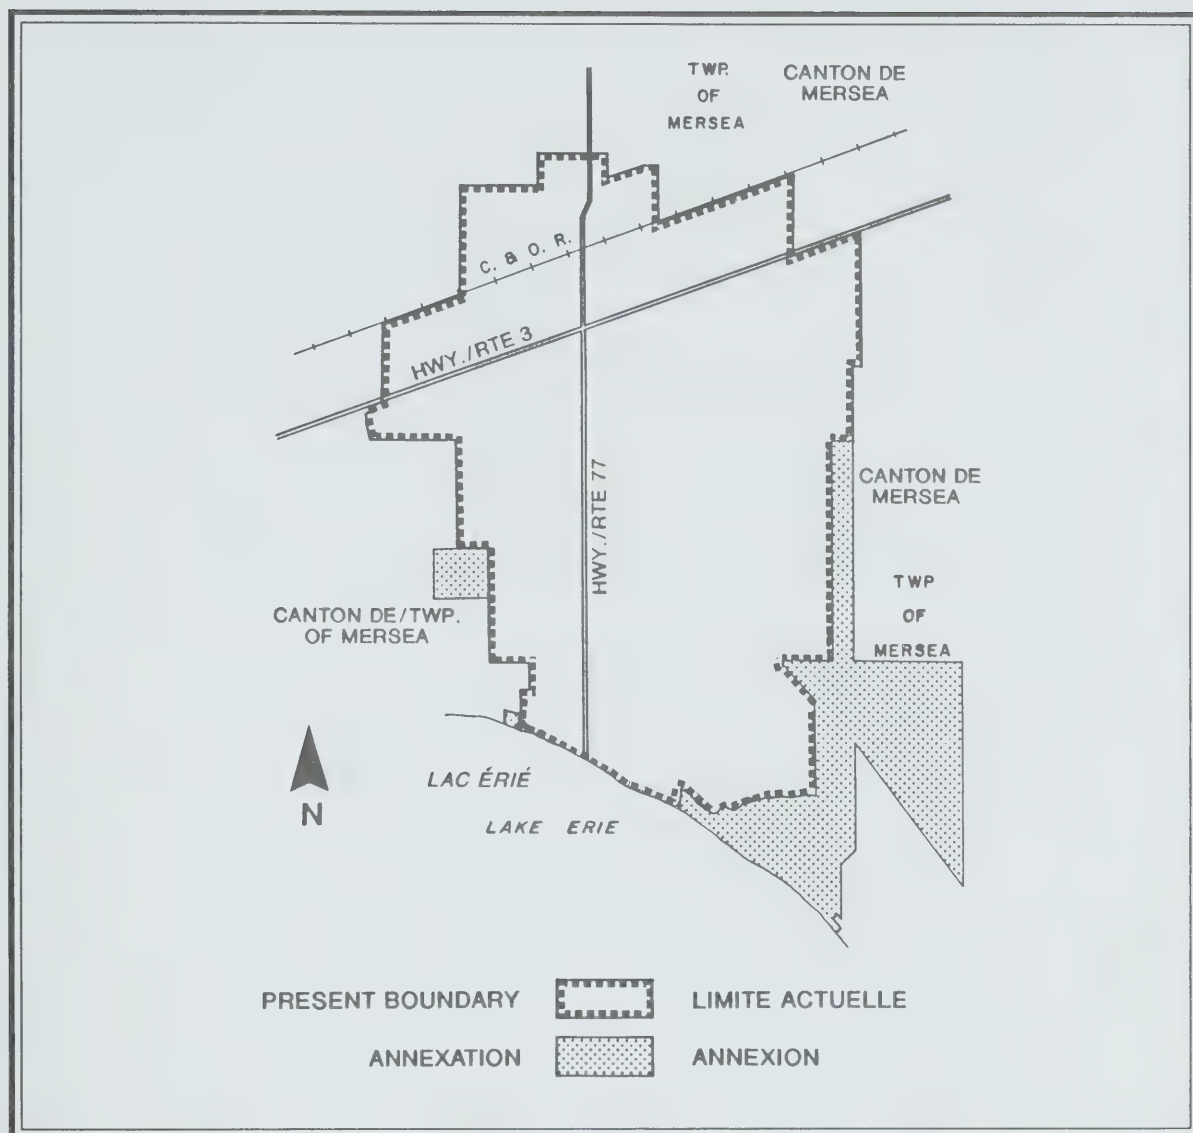 TWP.
OF
MERSEA
CANTON DE
MERSEA
C. & O. R.
HWY./RTE 3
HWY./RTE 77
CANTON DE
MERSEA
TWP
OF
MERSEA
CANTON DE/TWP.
OF MERSEA
N
LAC ÉRIÉ
LAKE ERIE
PRESENT BOUNDARY
LIMITE ACTUELLE
ANNEXATION
ANNEXION